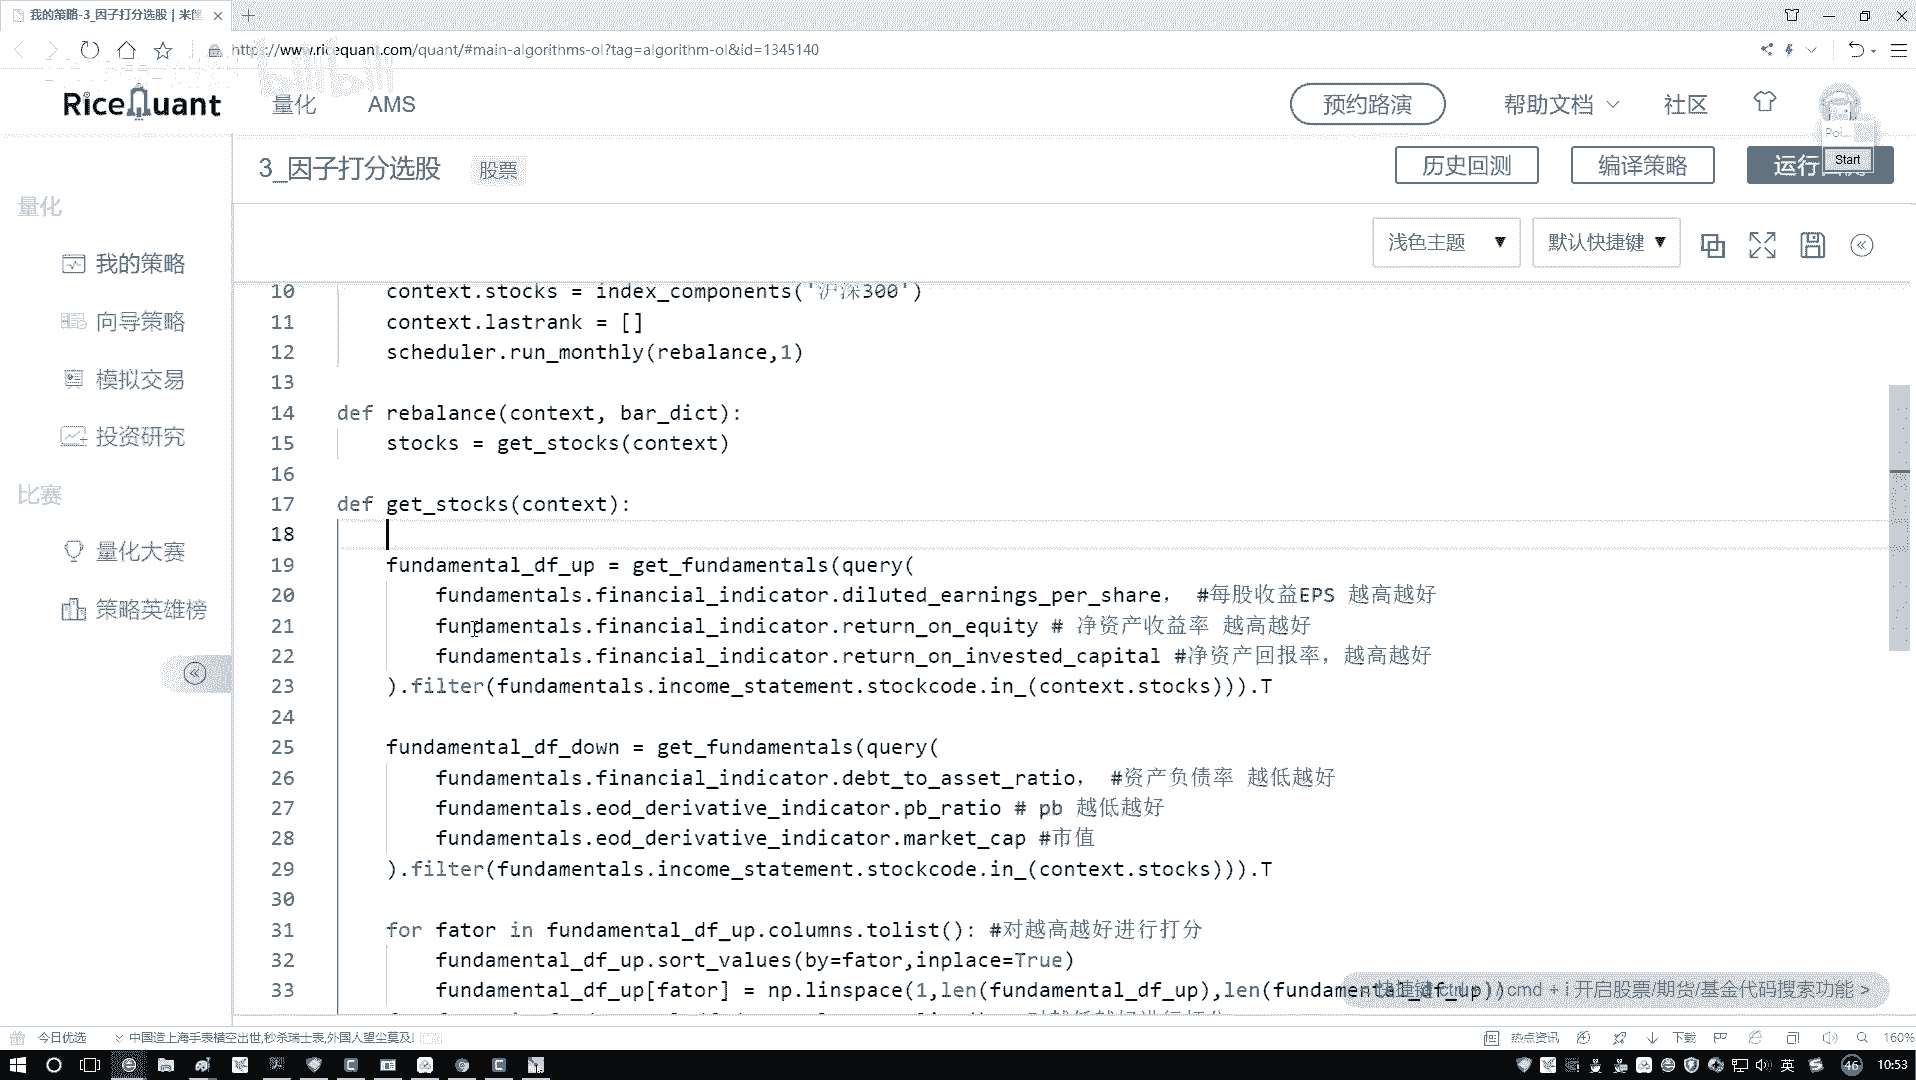 我的策略-3_因子打分选股 | 米
https://www.ricequant.com/quant/#main-algorithms-ol?tag=algorithm-ol&id=1345140
RiceQuant
量化
AMS
预约路演
帮助文档
社区
Poi...
Start
3_因子打分选股
股票
历史回测
编译策略
运行
量化
我的策略
向导策略
模拟交易
投资研究
比赛
量化大赛
策略英雄榜
浅色主题
默认快捷键
10 context.stocks = index_components('沪深300')
11 context.lastrank = []
12 scheduler.run_monthly(rebalance,1)
13
14 def rebalance(context, bar_dict):
15 stocks = get_stocks(context)
16
17 def get_stocks(context):
18
19 fundamental_df_up = get_fundamentals(query(
20 fundamentals.financial_indicator.diluted_earnings_per_share, #每股收益EPS 越高越好
21 fundamentals.financial_indicator.return_on_equity # 净资产收益率 越高越好
22 fundamentals.financial_indicator.return_on_invested_capital #净资产回报率，越高越好
23 ).filter(fundamentals.income_statement.stockcode.in_(context.stocks))).T
24
25 fundamental_df_down = get_fundamentals(query(
26 fundamentals.financial_indicator.debt_to_asset_ratio, #资产负债率 越低越好
27 fundamentals.eod_derivative_indicator.pb_ratio # pb 越低越好
28 fundamentals.eod_derivative_indicator.market_cap #市值
29 ).filter(fundamentals.income_statement.stockcode.in_(context.stocks))).T
30
31 for fator in fundamental_df_up.columns.tolist(): #对越高越好进行打分
32 fundamental_df_up.sort_values(by=fator,inplace=True)
33 fundamental_df_up[fator] = np.linspace(1,len(fundamental_df_up),len(fundamental_df_up))
cmd + i 开启股票/期货/基金代码搜索功能 >
今日优选
中国造上海手表横空出世,秒杀瑞士表,外国人望尘莫及!
热点资讯
下载
160%
英
46
10:53